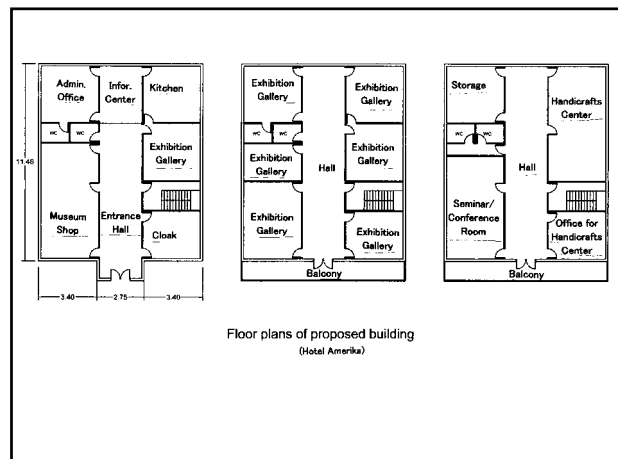 Admin.
Office
Infor.
Center
Kitchen
WC
WC
Exhibition
Gallery
Museum
Shop
Entrance
Hall
Cloak
11.46
3.40
2.75
3.40
Exhibition
Gallery
Exhibition
Gallery
WC
WC
Exhibition
Gallery
Hall
Exhibition
Gallery
Exhibition
Gallery
Exhibition
Gallery
Balcony
Storage
Handicrafts
Center
WC
WC
Hall
Seminar/
Conference
Room
Office for
Handicrafts
Center
Balcony
Floor plans of proposed building
(Hotel Amerika)